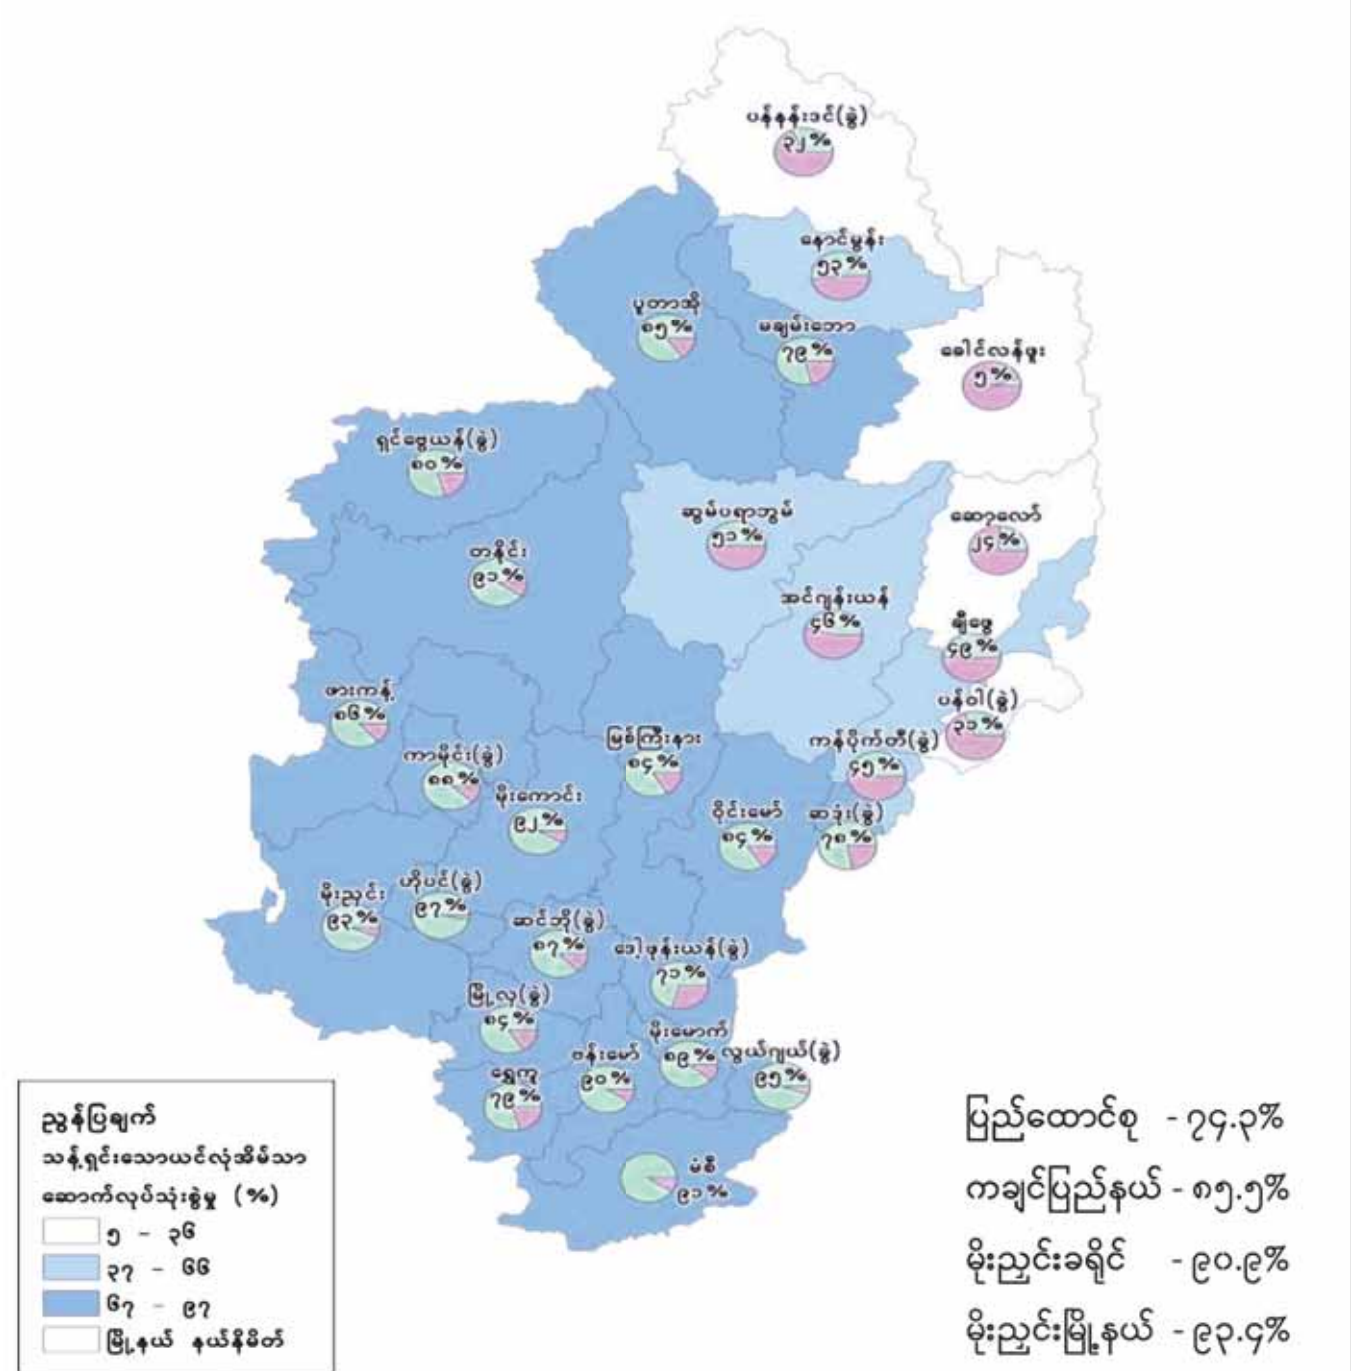 ပန်နန်းဒင်(ခွဲ)
၃၂%
နောင်မွန်း
၅၃%
ပူတာအို
၈၅%
မချမ်းဘော
၇၉%
ခေါင်လန်ဖူး
၅%
ရှင်ဗွေယန်(ခွဲ)
၈၀%
ဆွမ်ပရာဘွမ်
၅၁%
ဆော့လော်
၂၄%
တနိုင်း
၉၁%
အင်ဂျန်းယန်
၄၆%
ချီဖွေ
၄၉%
ဖားကန့်
၈၆%
ပန်ဝါ(ခွဲ)
၃၁%
မြစ်ကြီးနား
၈၄%
ကန်ပိုက်တီ(ခွဲ)
၄၅%
ကာမိုင်း(ခွဲ)
၈၈%
မိုးကောင်း
၉၂%
ဝိုင်းမော်
၈၄%
ဆဒုံး(ခွဲ)
၇၈%
မိုးညှင်း
၉၃%
ဟိုပင်(ခွဲ)
၉၇%
ဆင်ဘို(ခွဲ)
၈၇%
ဒေါ့ဖုန်းယန်(ခွဲ)
၇၁%
မြို့လှ(ခွဲ)
၈၄%
မိုးမောက်
၈၉%
လွယ်ဂျယ်(ခွဲ)
၉၅%
ဗန်းမော်
၉၀%
ရွှေကူ
၇၉%
မံစီ
၉၁%
ညွှန်ပြချက်
သန့်ရှင်းသောယင်လုံအိမ်သာ
ဆောက်လုပ်သုံးစွဲမှု (%)
၅ - ၃၆
၃၇ - ၆၆
၆၇ - ၉၇
မြို့နယ် နယ်နိမိတ်
ပြည်ထောင်စု - ၇၄.၃%
ကချင်ပြည်နယ် - ၈၅.၅%
မိုးညှင်းခရိုင် - ၉၀.၉%
မိုးညှင်းမြို့နယ် - ၉၃.၄%